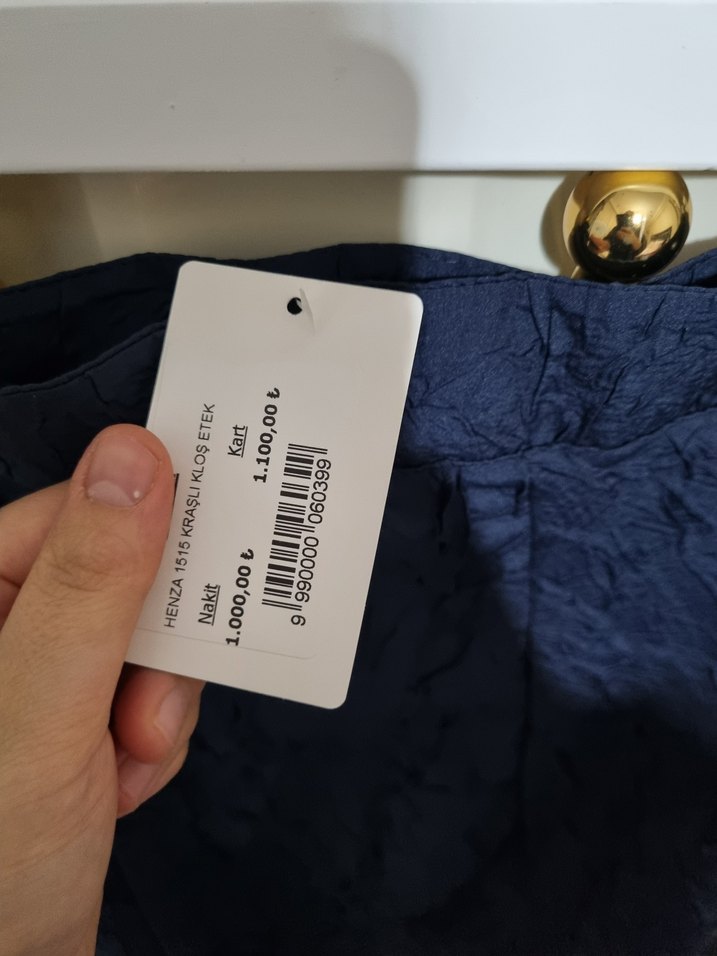 HENZA 1515 KRAŞLI KLOŞ ETEK
Nakit Kart
1.000,00 ₺ 1.100,00 ₺
9 990000 060399